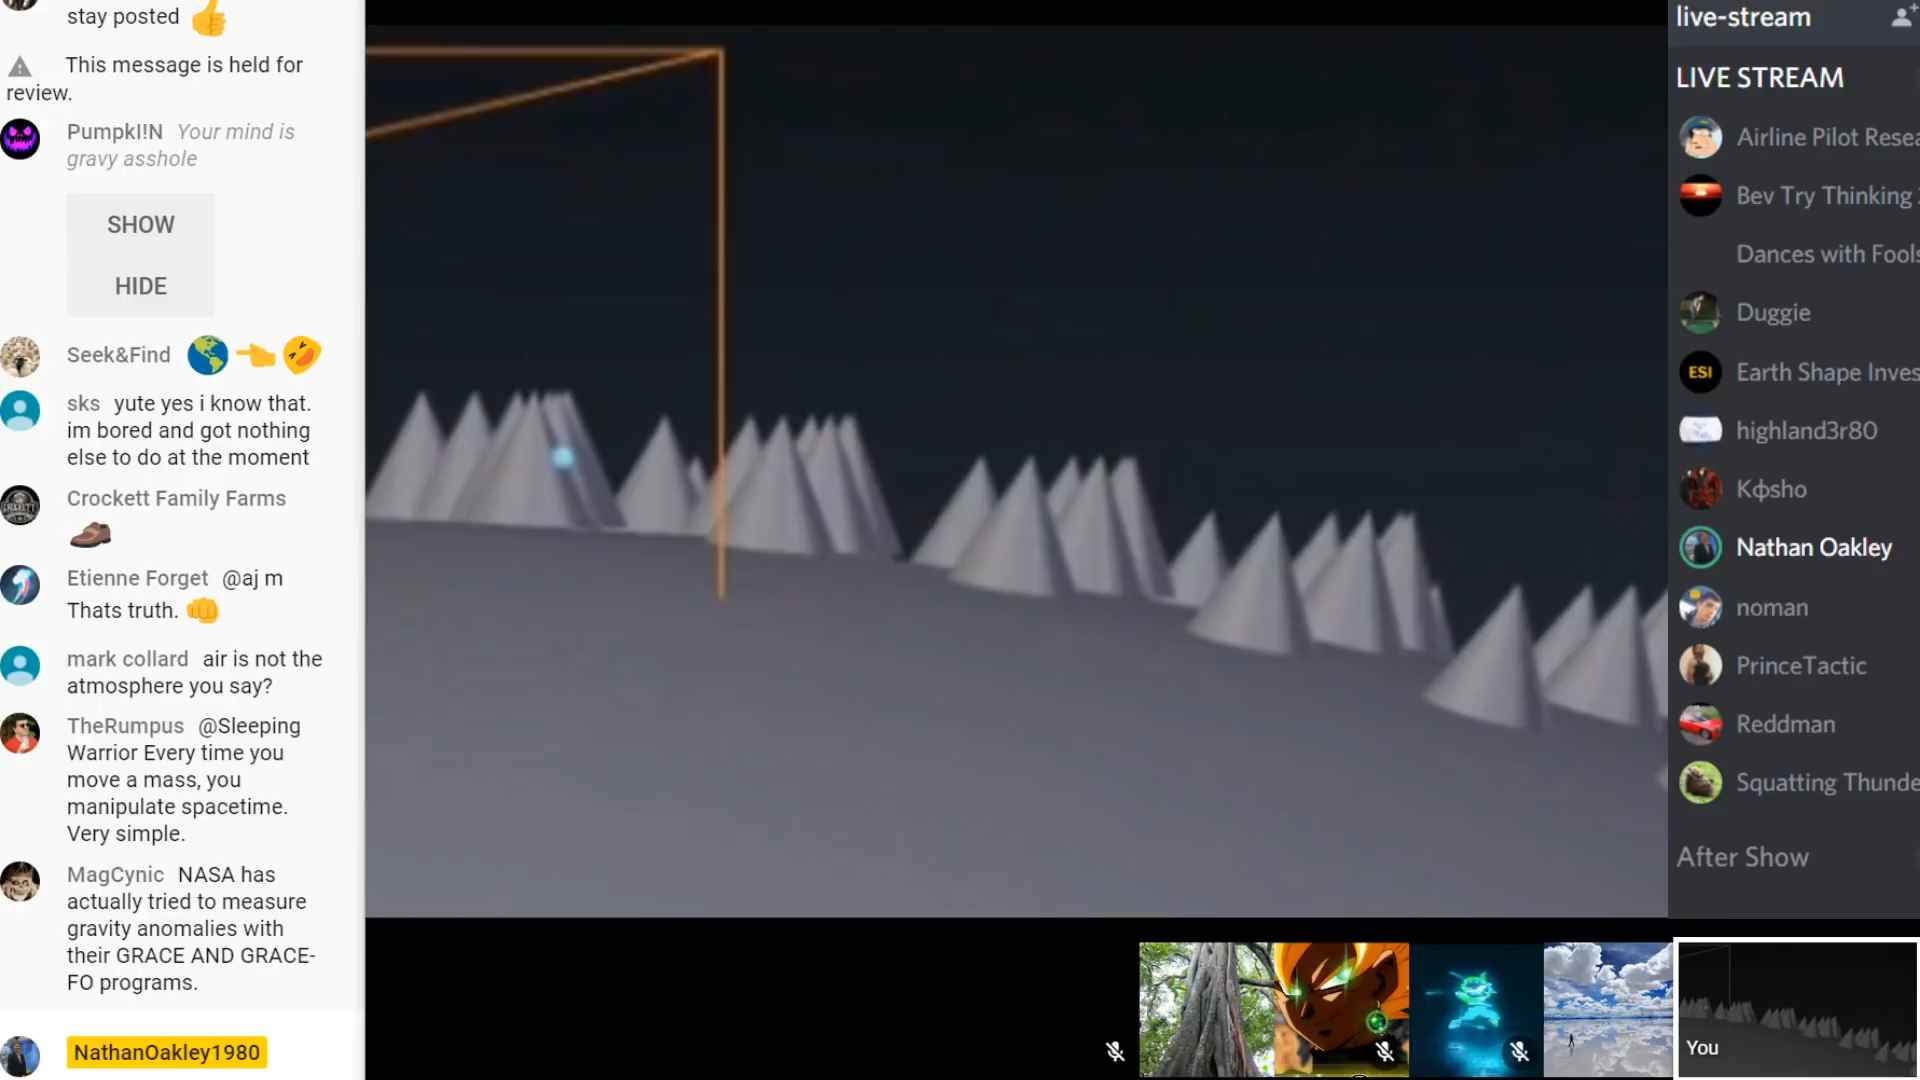 stay posted
This message is held for
review.
PumpkI!N Your mind is
gravy asshole
SHOW
HIDE
Seek&Find
sks yute yes i know that.
im bored and got nothing
else to do at the moment
Crockett Family Farms
Etienne Forget @aj m
Thats truth.
mark collard air is not the
atmosphere you say?
TheRumpus @Sleeping
Warrior Every time you
move a mass, you
manipulate spacetime.
Very simple.
MagCynic NASA has
actually tried to measure
gravity anomalies with
their GRACE AND GRACE-
FO programs.
NathanOakley1980
You
live-stream
LIVE STREAM
Airline Pilot Resea
Bev Try Thinking
Dances with Fools
Duggie
ESI
Earth Shape Inves
highland3r80
Kфsho
Nathan Oakley
noman
PrinceTactic
Reddman
Squatting Thunde
After Show